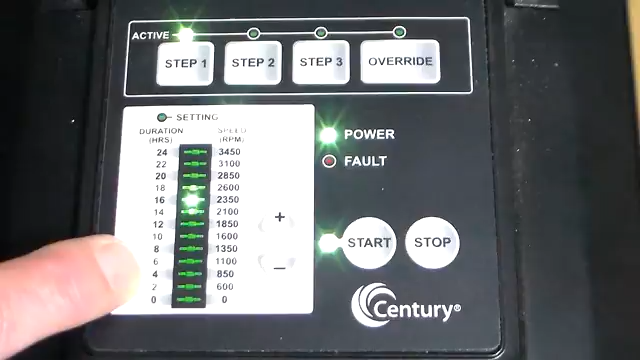 ACTIVE
STEP 1 STEP 2 STEP 3 OVERRIDE
SETTING
DURATION (HRS) SPEED (RPM)
24 3450
22 3100
20 2850
18 2600
16 2350
14 2100
12 1850
10 1600
8 1350
6 1100
4 850
2 600
0 0
+
−
POWER
FAULT
START STOP
Century®